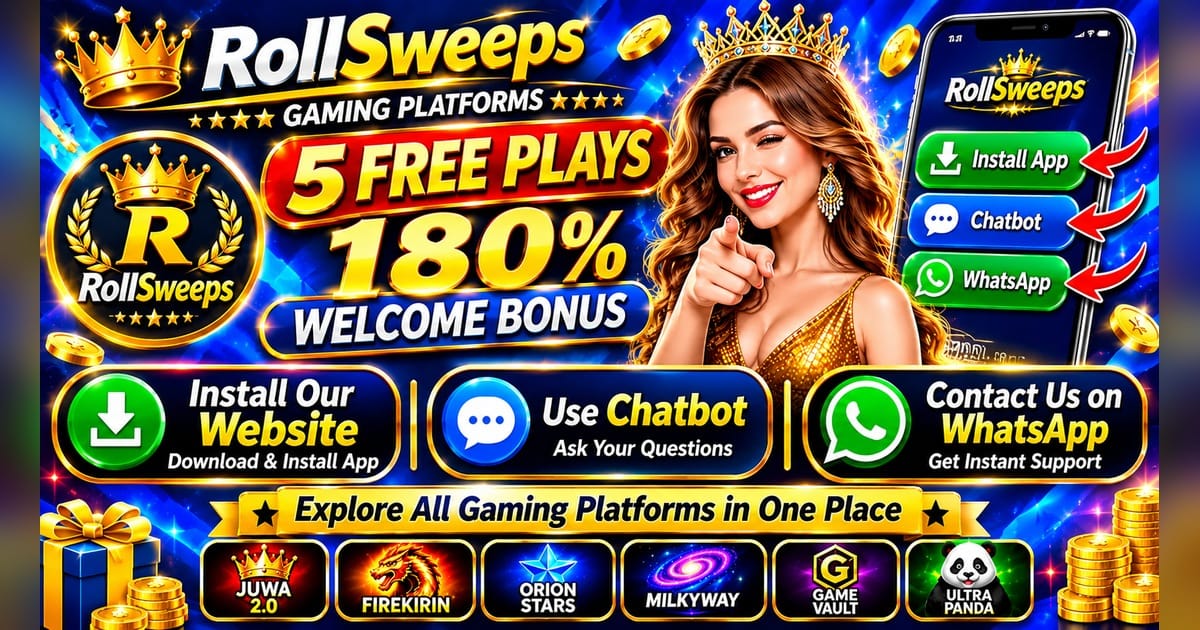 RollSweeps
GAMING PLATFORMS
5 FREE PLAYS
180%
WELCOME BONUS
R
RollSweeps
RollSweeps
Install App
Chatbot
WhatsApp
Install Our
Website
Download & Install App
Use Chatbot
Ask Your Questions
Contact Us on
WhatsApp
Get Instant Support
Explore All Gaming Platforms in One Place
JUWA
2.0
FIREKIRIN
ORION
STARS
MILKYWAY
G
GAME
VAULT
ULTRA
PANDA